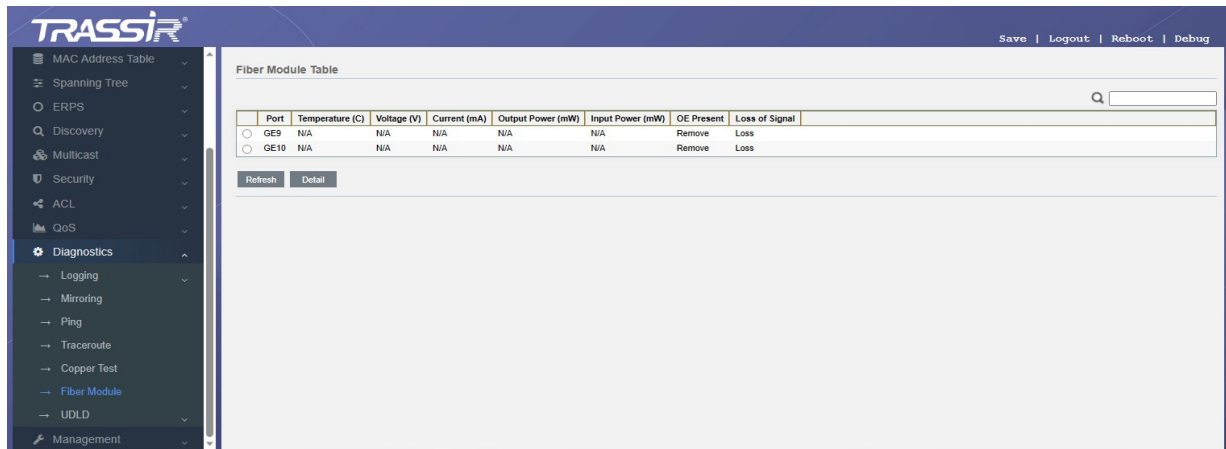 TRASSIR®
Save | Logout | Reboot | Debug
MAC Address Table
Spanning Tree
ERPS
Discovery
Multicast
Security
ACL
QoS
Diagnostics
→ Logging
→ Mirroring
→ Ping
→ Traceroute
→ Copper Test
→ Fiber Module
→ UDLD
Management
Fiber Module Table
Port Temperature (C) Voltage (V) Current (mA) Output Power (mW) Input Power (mW) OE Present Loss of Signal
GE9 N/A N/A N/A N/A N/A Remove Loss
GE10 N/A N/A N/A N/A N/A Remove Loss
Refresh Detail